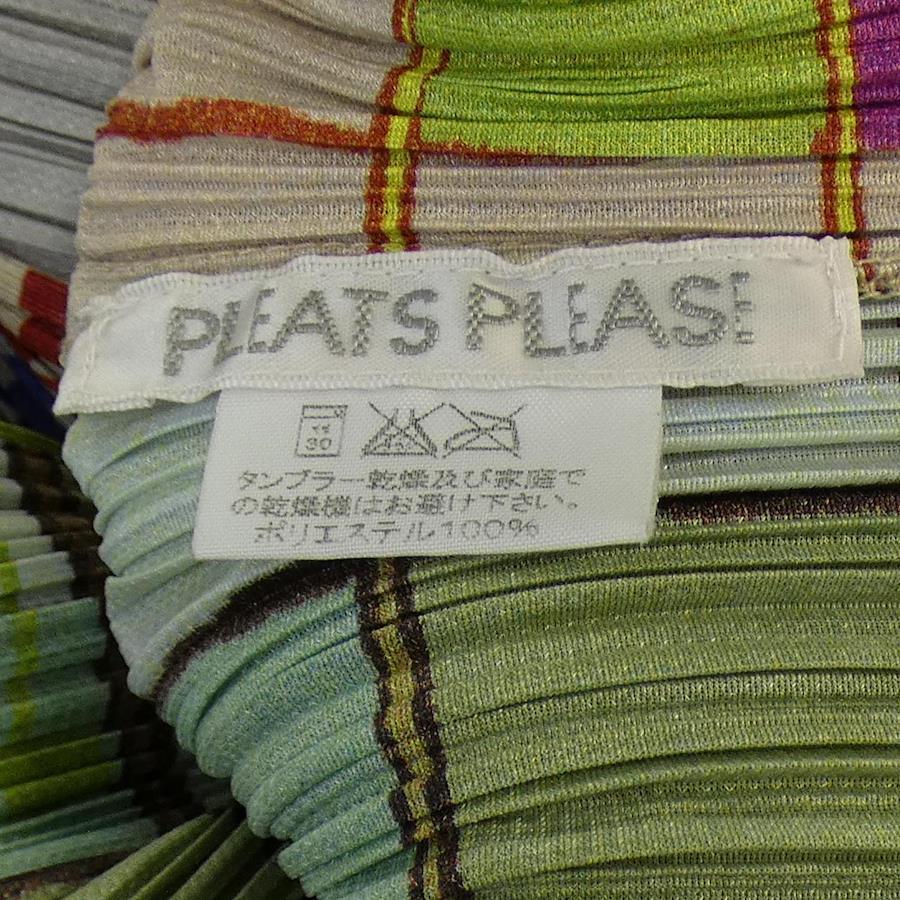 PLEATS PLEASE
30
タンブラー乾燥及び家庭で
の乾燥機はお避け下さい。
ポリエステル100%